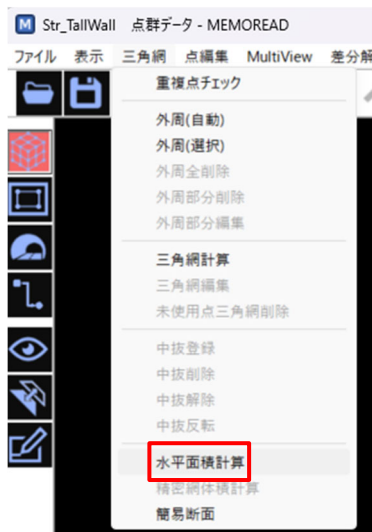 M Str_TallWall 点群データ - MEMOREAD
ファイル 表示 三角網 点編集 MultiView 差分解
重複点チェック
外周(自動)
外周(選択)
外周全削除
外周部分削除
外周部分編集
三角網計算
三角網編集
未使用点三角網削除
中抜登録
中抜削除
中抜解除
中抜反転
水平面積計算
精密網体積計算
簡易断面